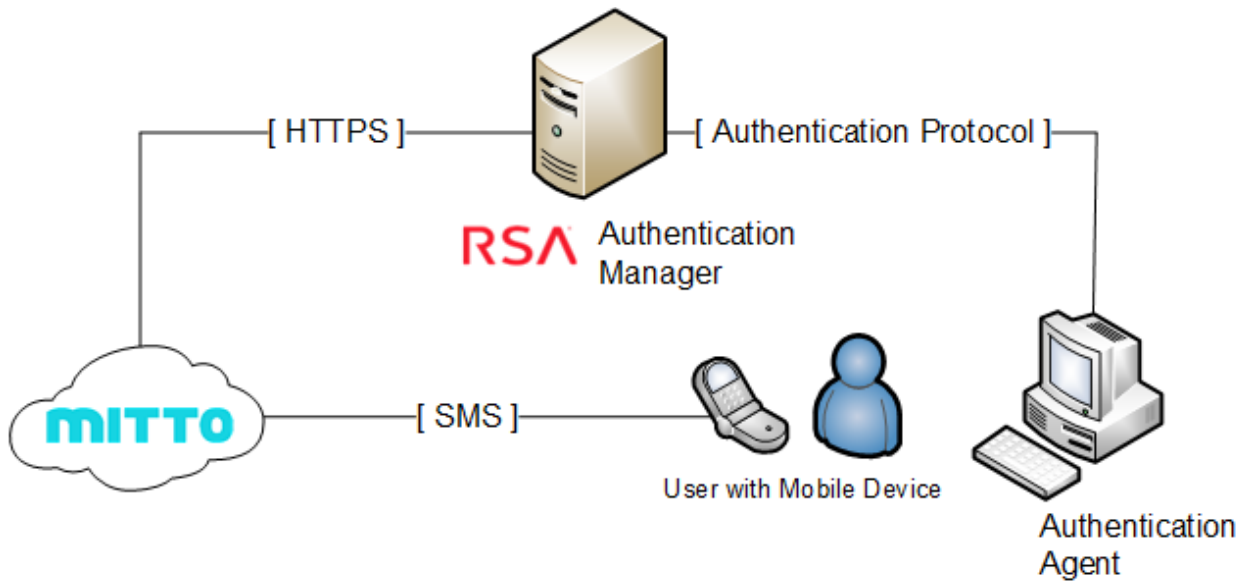 [ HTTPS ]
[ Authentication Protocol ]
RSA
Authentication
Manager
mITTO
[ SMS ]
User with Mobile Device
Authentication
Agent